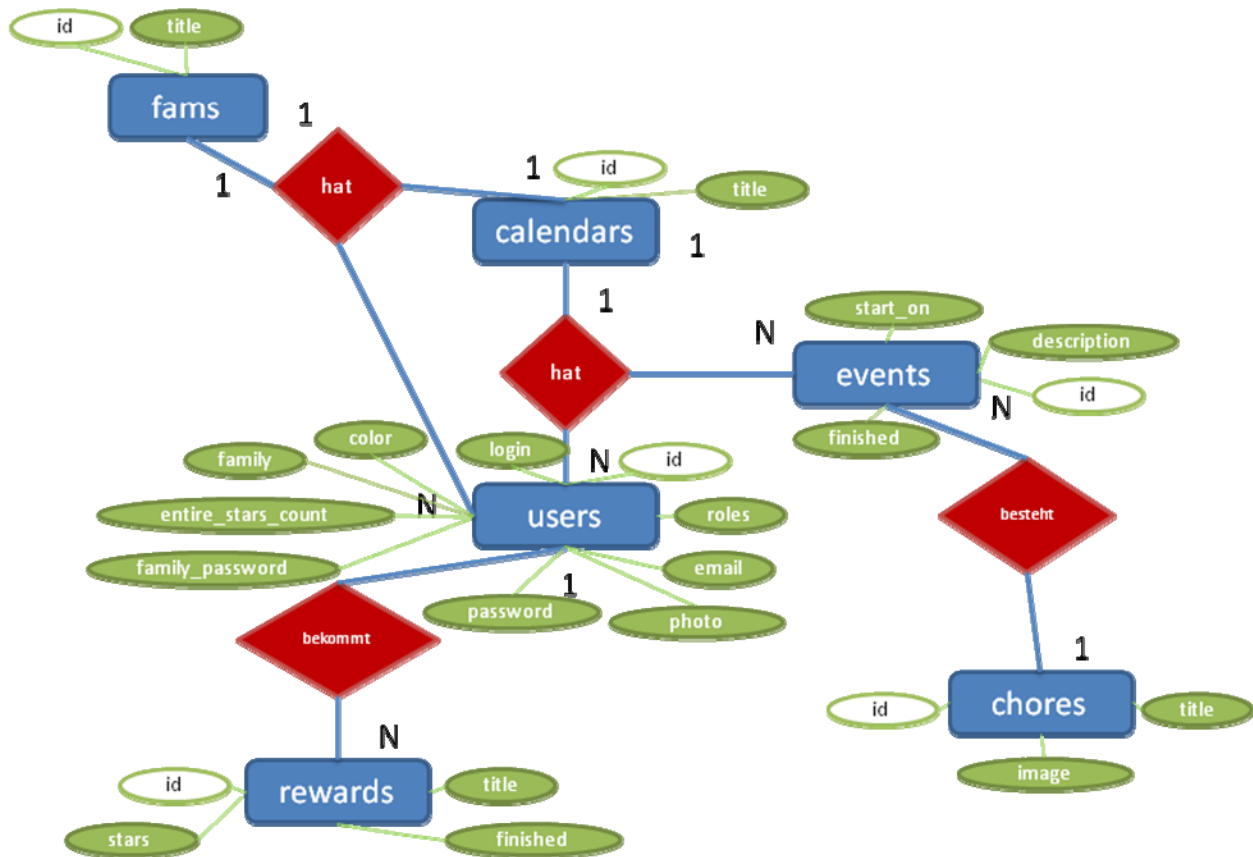 id
title
fams
1
1
hat
1
id
title
calendars
1
1
start_on
N
description
hat
events
id
N
color
finished
login
family
N
id
N
entire_stars_count
users
roles
besteht
family_password
email
1
password
photo
bekommt
1
id
chores
title
N
image
id
title
rewards
stars
finished